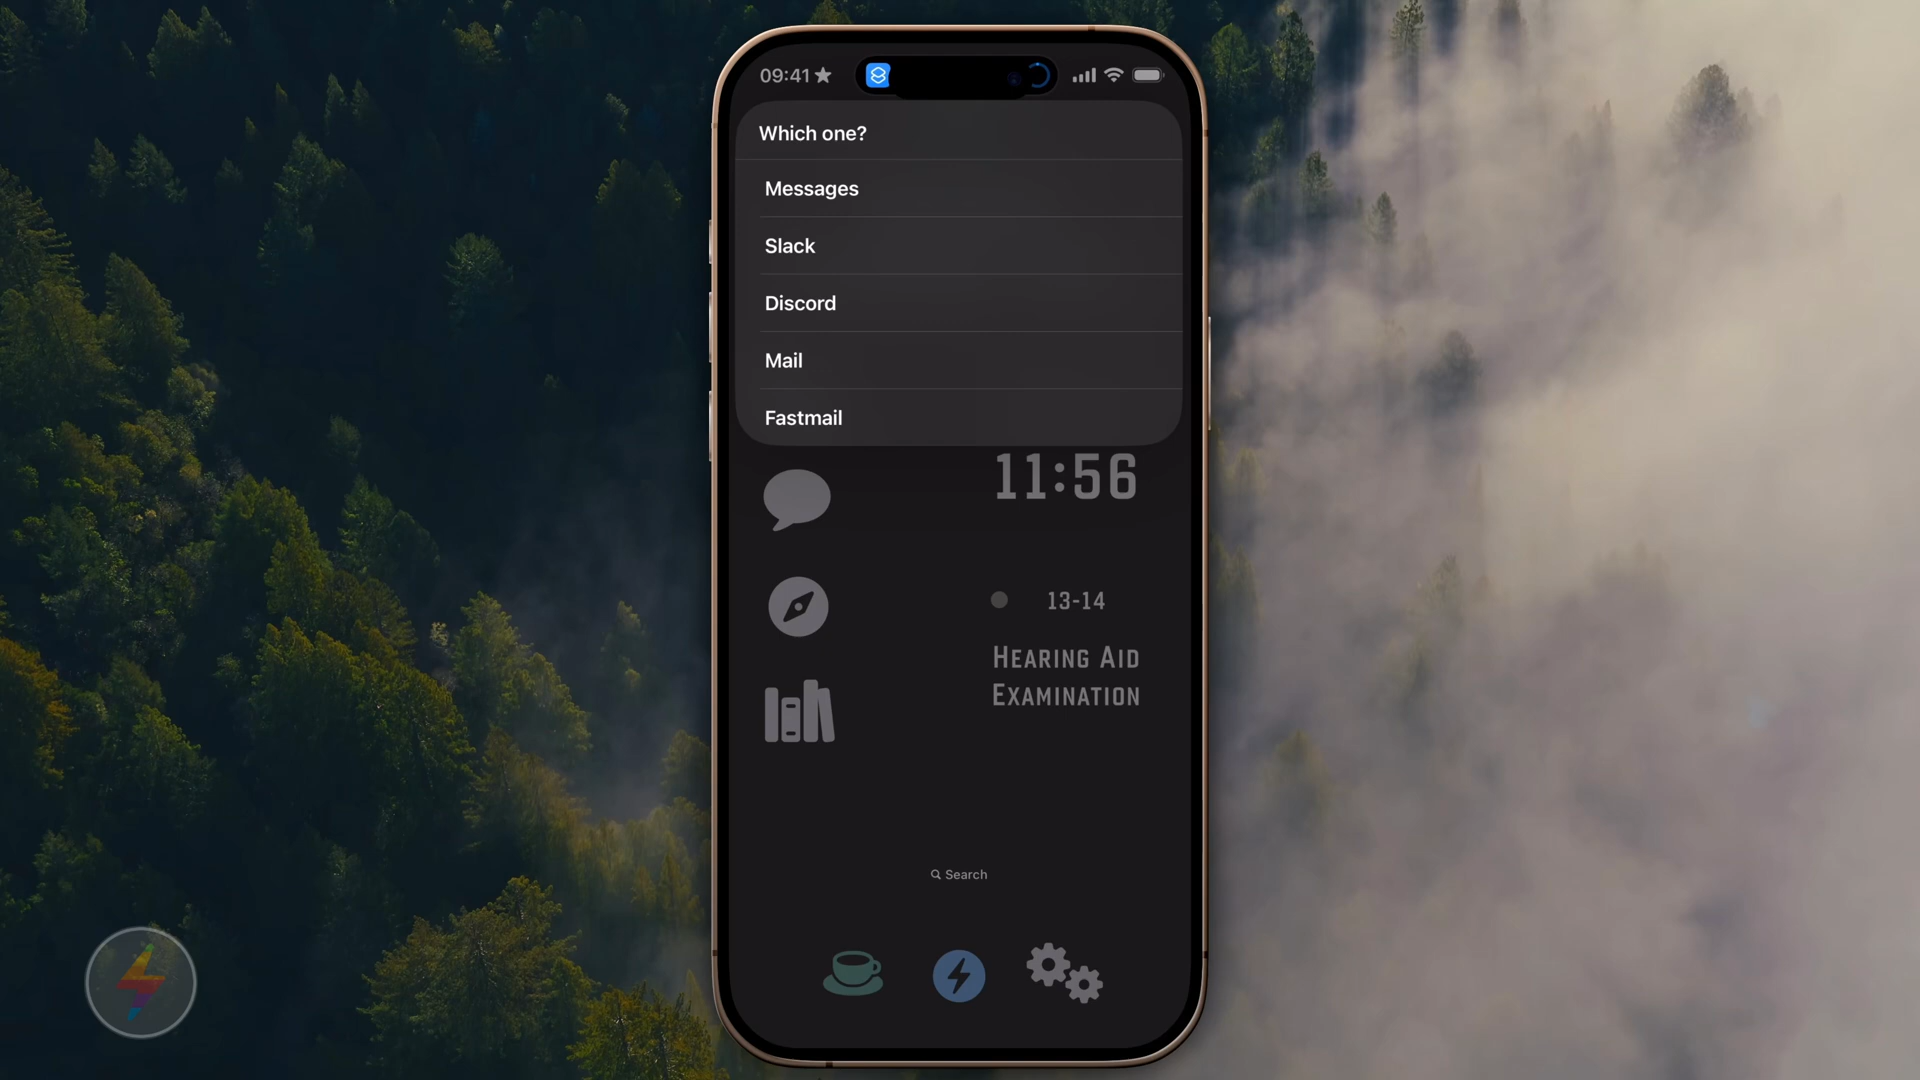 09:41
Which one?
Messages
Slack
Discord
Mail
Fastmail
11:56
13-14
Hearing Aid
Examination
Search